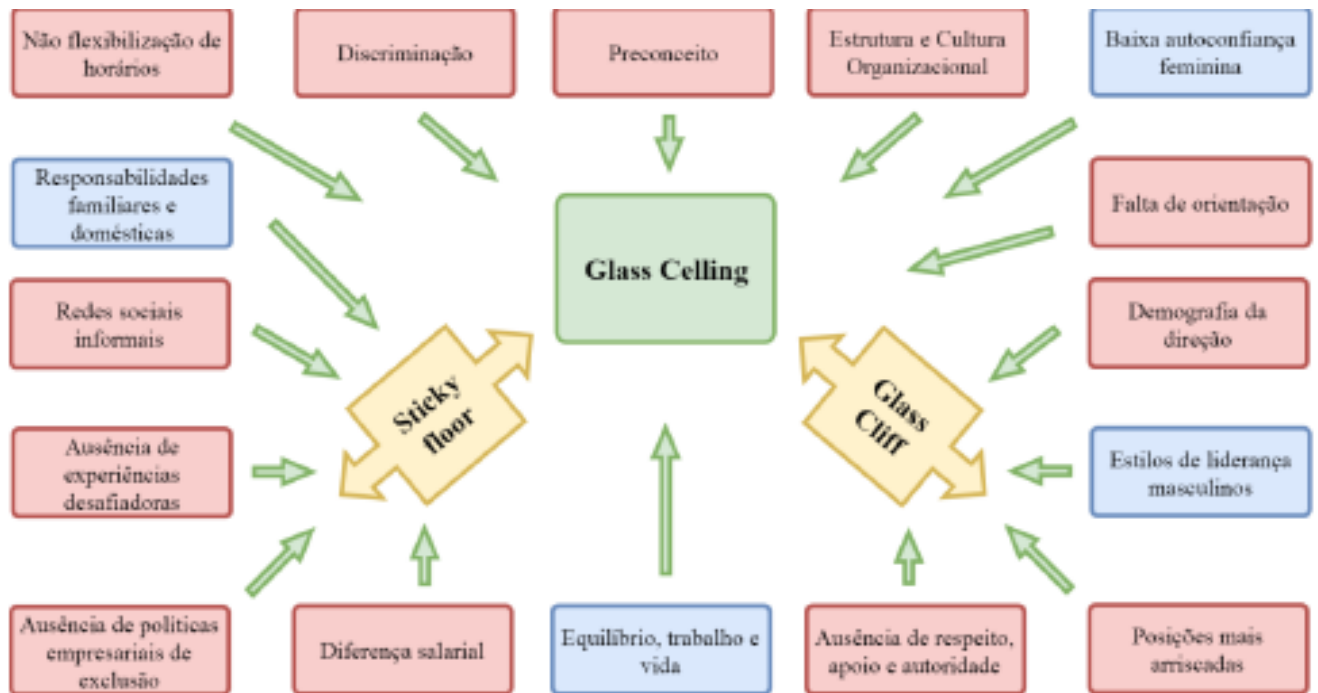 Não flexibilização de
horários
Discriminação
Preconceito
Estrutura e Cultura
Organizacional
Baixa autoconfiança
feminina
Responsabilidades
familiares e
domésticas
Falta de orientação
Glass Celling
Redes sociais
informais
Demografia da
direção
Sticky
floor
Glass
Cliff
Ausência de
experiências
desafiadoras
Estilos de liderança
masculinos
Ausência de políticas
empresariais de
exclusão
Diferença salarial
Equilíbrio, trabalho e
vida
Ausência de respeito,
apoio e autoridade
Posições mais
arriscadas